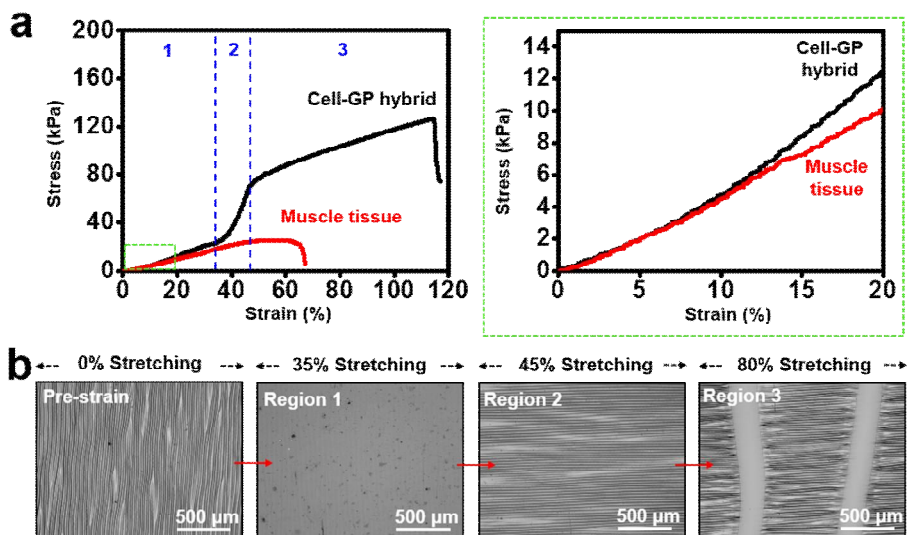 a
200
160
120
80
40
0
Stress (kPa)
1
2
3
Cell-GP hybrid
Muscle tissue
0 20 40 60 80 100 120
Strain (%)
14
12
10
8
6
4
2
0
Stress (kPa)
Cell-GP
hybrid
Muscle
tissue
0 5 10 15 20
Strain (%)
b
0% Stretching
35% Stretching
45% Stretching
80% Stretching
Pre-strain
Region 1
Region 2
Region 3
500 µm
500 µm
500 µm
500 µm